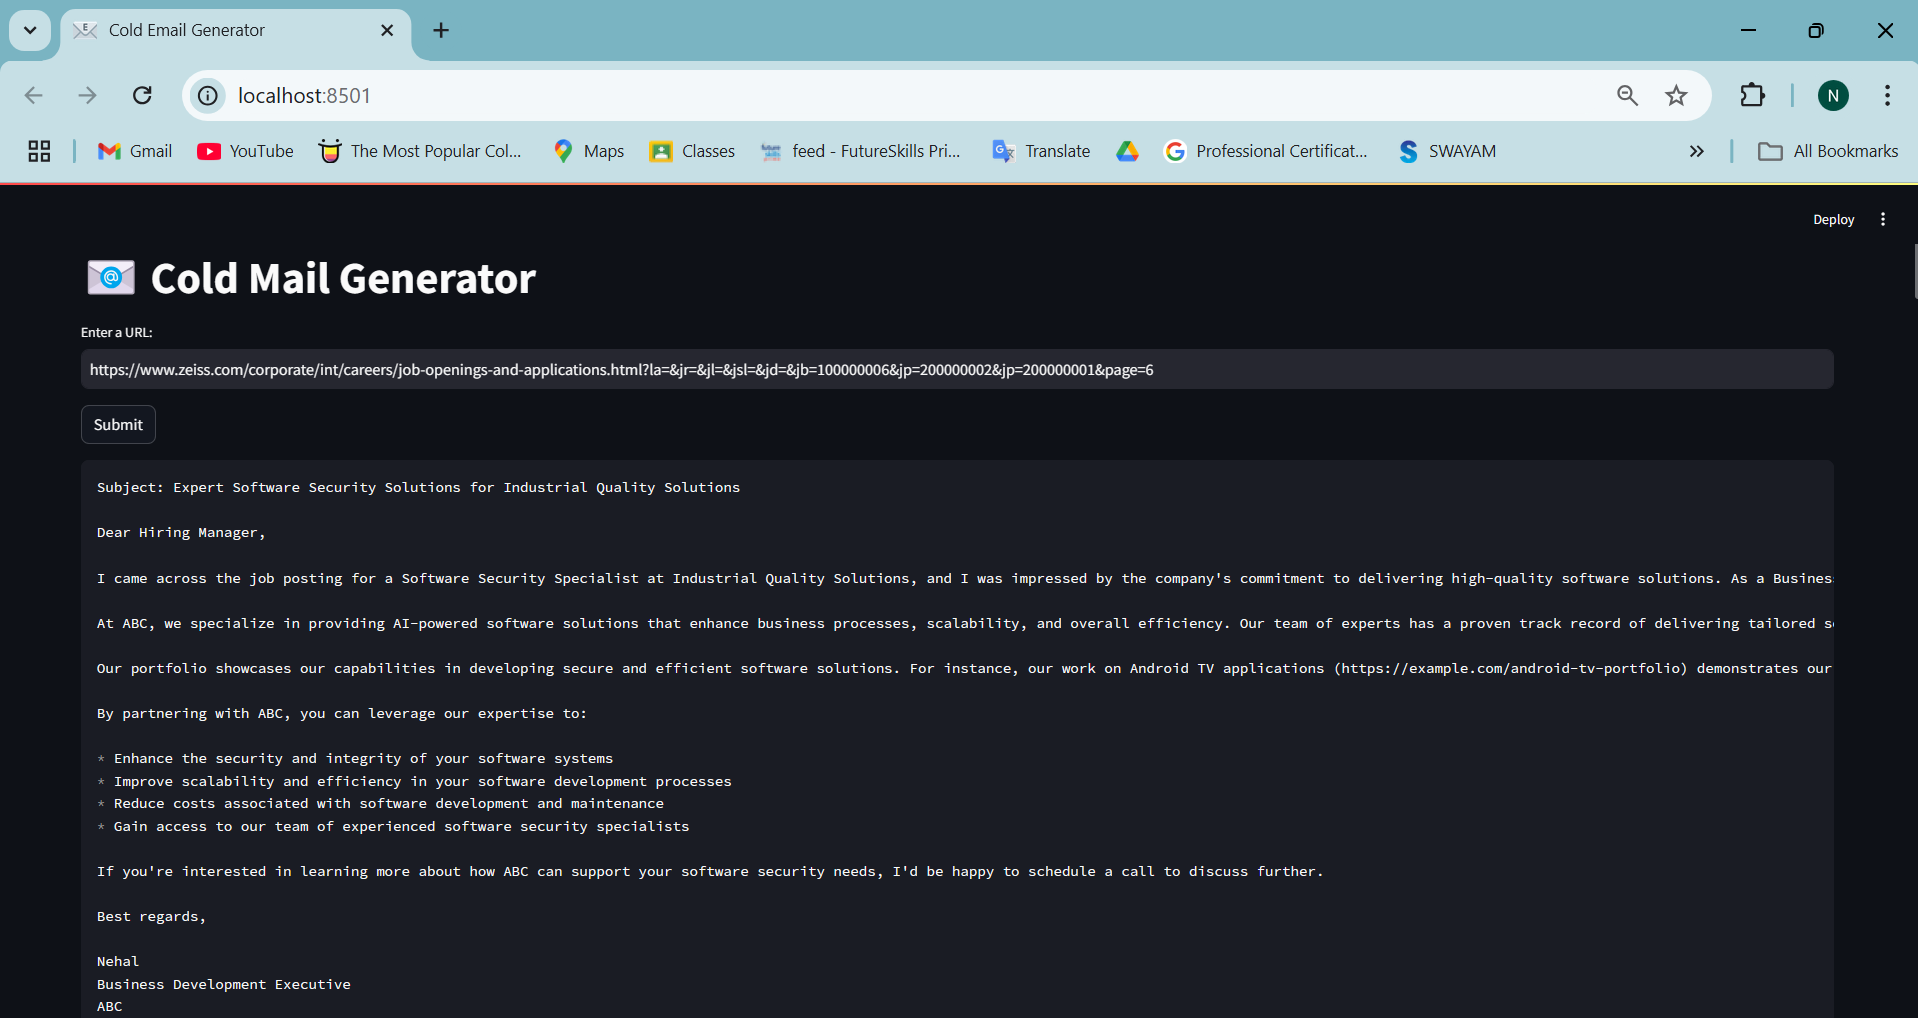 Cold Email Generator
localhost:8501
N
Gmail
YouTube
The Most Popular Col...
Maps
Classes
feed - FutureSkills Pri...
Translate
Professional Certificat...
SWAYAM
All Bookmarks
Deploy
Cold Mail Generator
Enter a URL:
https://www.zeiss.com/corporate/int/careers/job-openings-and-applications.html?la=&jr=&jl=&jsl=&jd=&jb=100000006&jp=200000002&jp=200000001&page=6
Submit
Subject: Expert Software Security Solutions for Industrial Quality Solutions
Dear Hiring Manager,
I came across the job posting for a Software Security Specialist at Industrial Quality Solutions, and I was impressed by the company's commitment to delivering high-quality software solutions. As a Busines
At ABC, we specialize in providing AI-powered software solutions that enhance business processes, scalability, and overall efficiency. Our team of experts has a proven track record of delivering tailored s
Our portfolio showcases our capabilities in developing secure and efficient software solutions. For instance, our work on Android TV applications (https://example.com/android-tv-portfolio) demonstrates our
By partnering with ABC, you can leverage our expertise to:
* Enhance the security and integrity of your software systems
* Improve scalability and efficiency in your software development processes
* Reduce costs associated with software development and maintenance
* Gain access to our team of experienced software security specialists
If you're interested in learning more about how ABC can support your software security needs, I'd be happy to schedule a call to discuss further.
Best regards,
Nehal
Business Development Executive
ABC